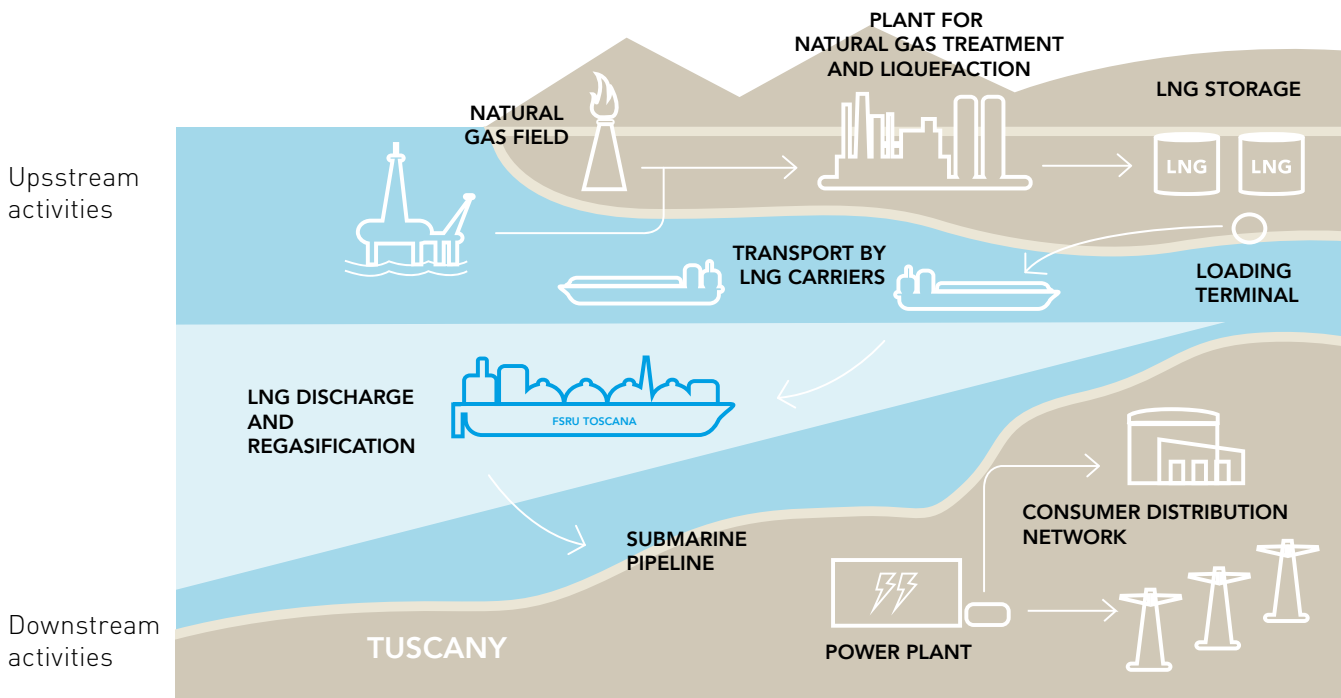 PLANT FOR
NATURAL GAS TREATMENT
AND LIQUEFACTION
LNG STORAGE
NATURAL
GAS FIELD
Upsstream
activities
LNG
LNG
TRANSPORT BY
LNG CARRIERS
LOADING
TERMINAL
LNG DISCHARGE
AND
REGASIFICATION
FSRU TOSCANA
CONSUMER DISTRIBUTION
NETWORK
SUBMARINE
PIPELINE
Downstream
activities
TUSCANY
POWER PLANT